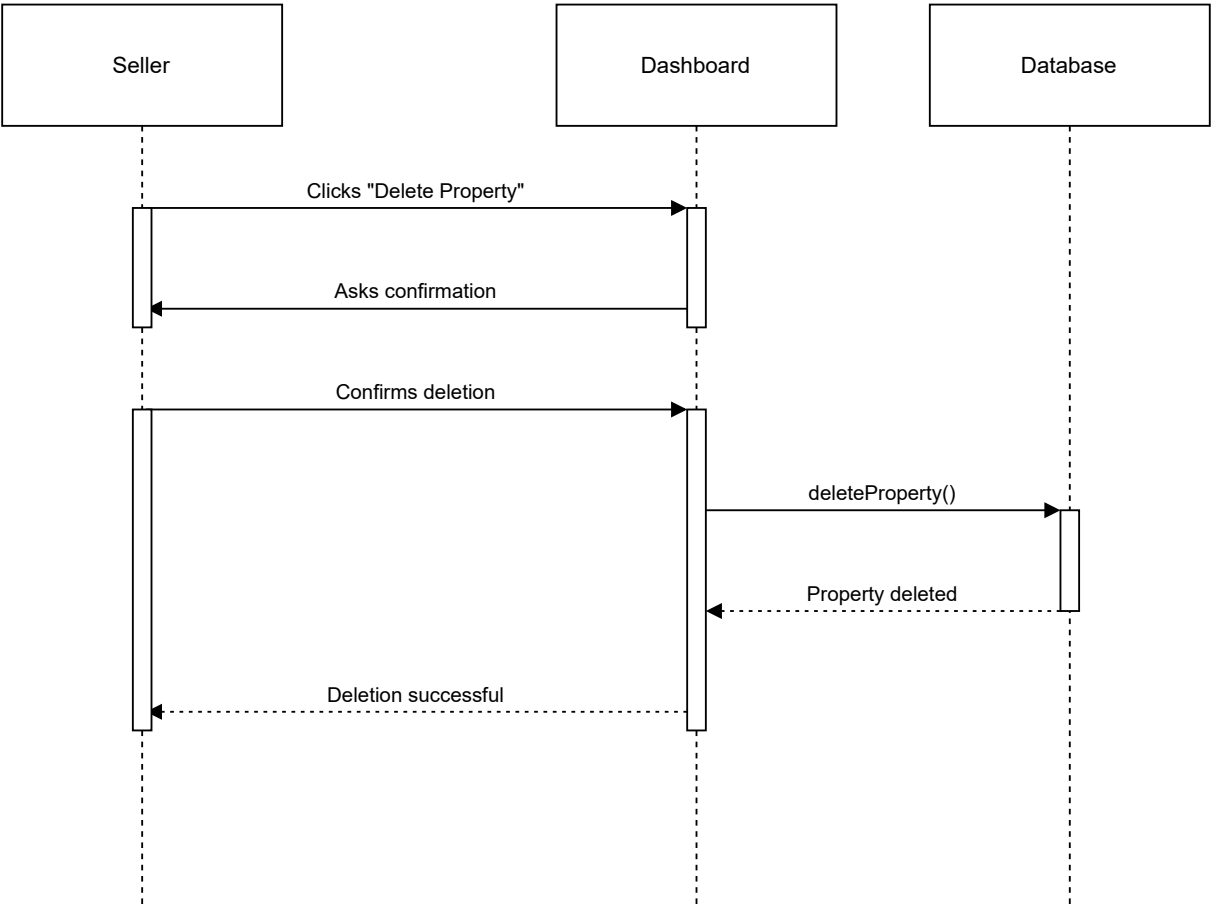 Seller
Dashboard
Database
Clicks "Delete Property"
Asks confirmation
Confirms deletion
deleteProperty()
Property deleted
Deletion successful